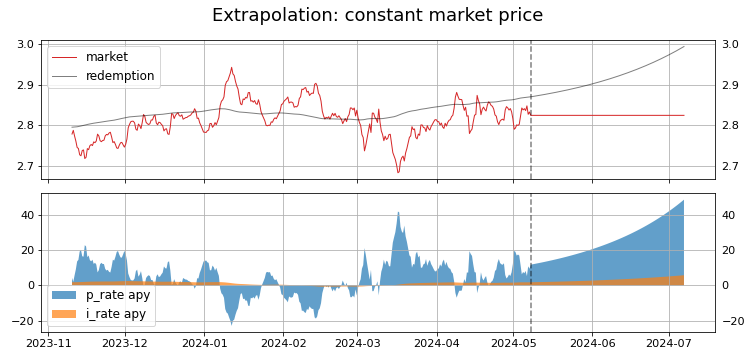 Extrapolation: constant market price
3.0
2.9
2.8
2.7
market
redemption
3.0
2.9
2.8
2.7
40
20
0
−20
p_rate apy
i_rate apy
40
20
0
−20
2023-11 2023-12 2024-01 2024-02 2024-03 2024-04 2024-05 2024-06 2024-07